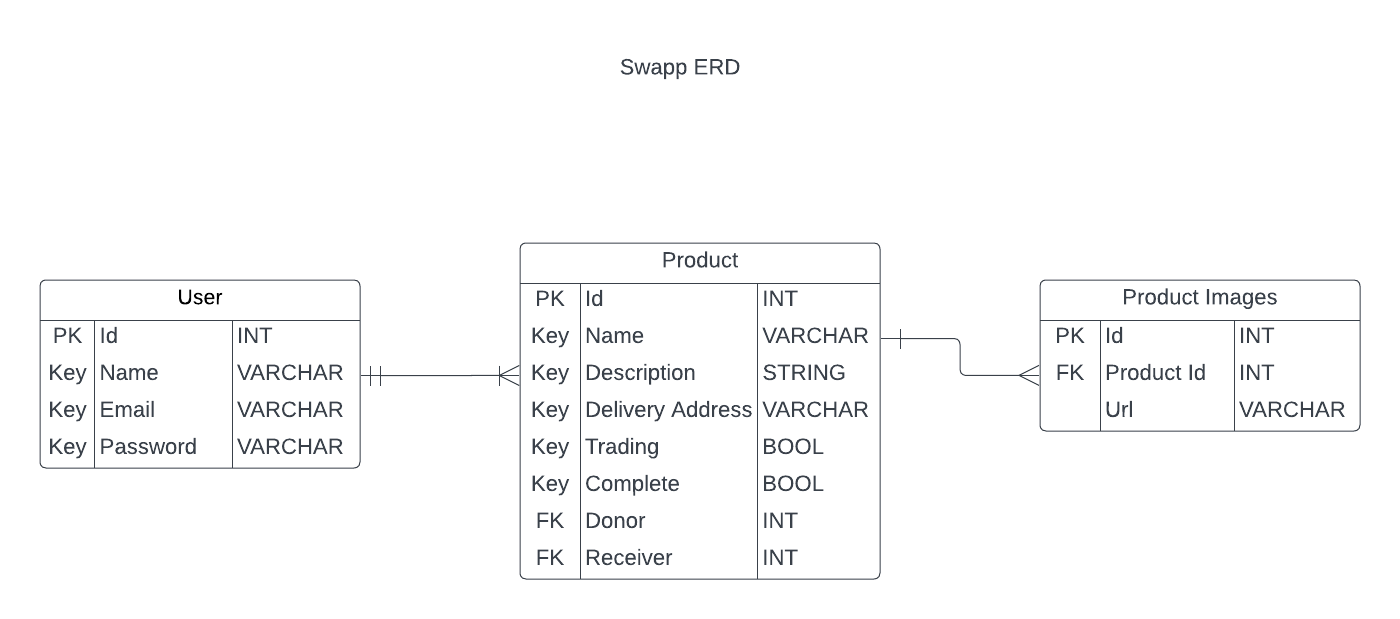 Swapp ERD
User
PK Id INT
Key Name VARCHAR
Key Email VARCHAR
Key Password VARCHAR
Product
PK Id INT
Key Name VARCHAR
Key Description STRING
Key Delivery Address VARCHAR
Key Trading BOOL
Key Complete BOOL
FK Donor INT
FK Receiver INT
Product Images
PK Id INT
FK Product Id INT
Url VARCHAR